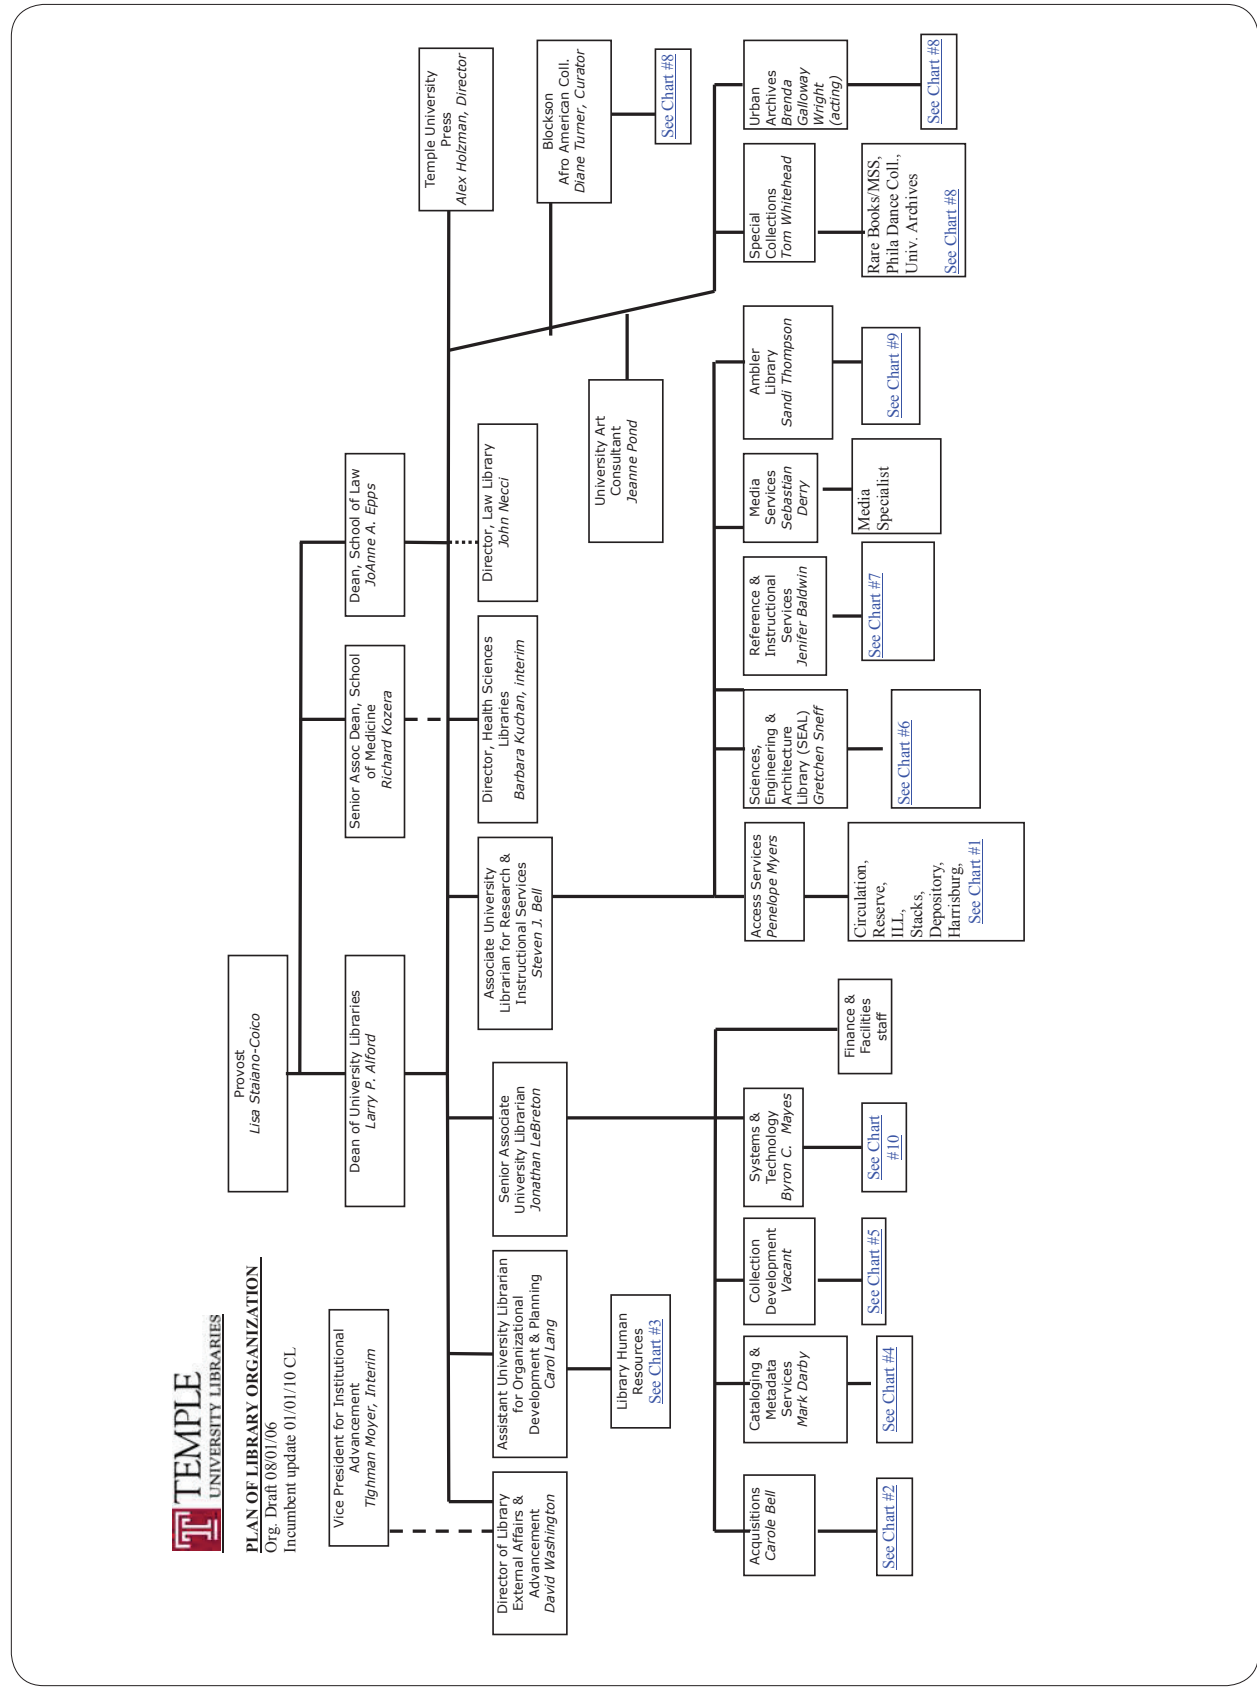 TEMPLE
UNIVERSITY LIBRARIES
PLAN OF LIBRARY ORGANIZATION
Org. Draft 08/01/06
Incumbent update 01/01/10 CL
Provost
Lisa Staiano-Coico
Vice President for Institutional
Advancement
Tighman Moyer, Interim
Dean of University Libraries
Larry P. Alford
Senior Assoc Dean, School
of Medicine
Richard Kozera
Dean, School of Law
JoAnne A. Epps
Temple University
Press
Alex Holzman, Director
Director of Library
External Affairs &
Advancement
David Washington
Assistant University Librarian
for Organizational
Development & Planning
Carol Lang
Senior Associate
University Librarian
Jonathan LeBreton
Associate University
Librarian for Research &
Instructional Services
Steven J. Bell
Director, Health Sciences
Libraries
Barbara Kuchan, interim
Director, Law Library
John Necci
Blockson
Afro American Coll.
Diane Turner, Curator
Library Human
Resources
See Chart #3
University Art
Consultant
Jeanne Pond
See Chart #8
Acquisitions
Carole Bell
Cataloging &
Metadata
Services
Mark Darby
Collection
Development
Vacant
Systems &
Technology
Byron C. Mayes
Finance &
Facilities
staff
Access Services
Penelope Myers
Sciences,
Engineering &
Architecture
Library (SEAL)
Gretchen Sneff
Reference &
Instructional
Services
Jenifer Baldwin
Media
Services
Sebastian
Derry
Ambler
Library
Sandi Thompson
Special
Collections
Tom Whitehead
Urban
Archives
Brenda
Galloway
Wright
(acting)
See Chart #2
See Chart #4
See Chart #5
See Chart
#10
Circulation,
Reserve,
ILL,
Stacks,
Depository,
Harrisburg,
See Chart #1
See Chart #6
See Chart #7
Media
Specialist
See Chart #9
Rare Books/MSS,
Phila Dance Coll.,
Univ. Archives
See Chart #8
See Chart #8